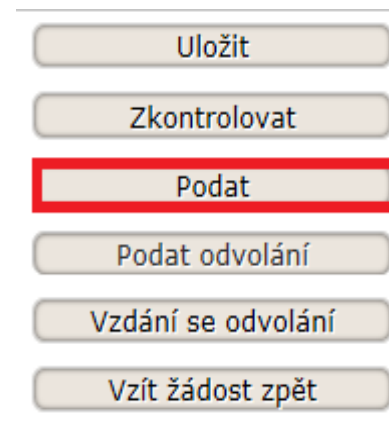 Uložit
Zkontrolovat
Podat
Podat odvolání
Vzdání se odvolání
Vzít žádost zpět